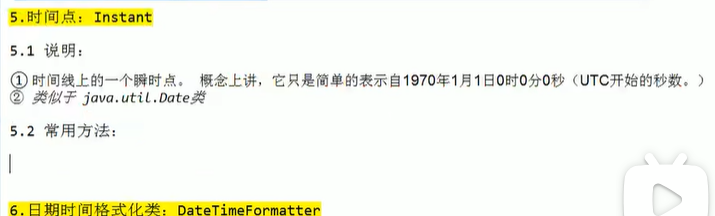 5.时间点：Instant
5.1 说明：
① 时间线上的一个瞬时点。 概念上讲，它只是简单的表示自1970年1月1日0时0分0秒（UTC开始的秒数。）
② 类似于 java.util.Date类
5.2 常用方法：
6.日期时间格式化类：DateTimeFormatter